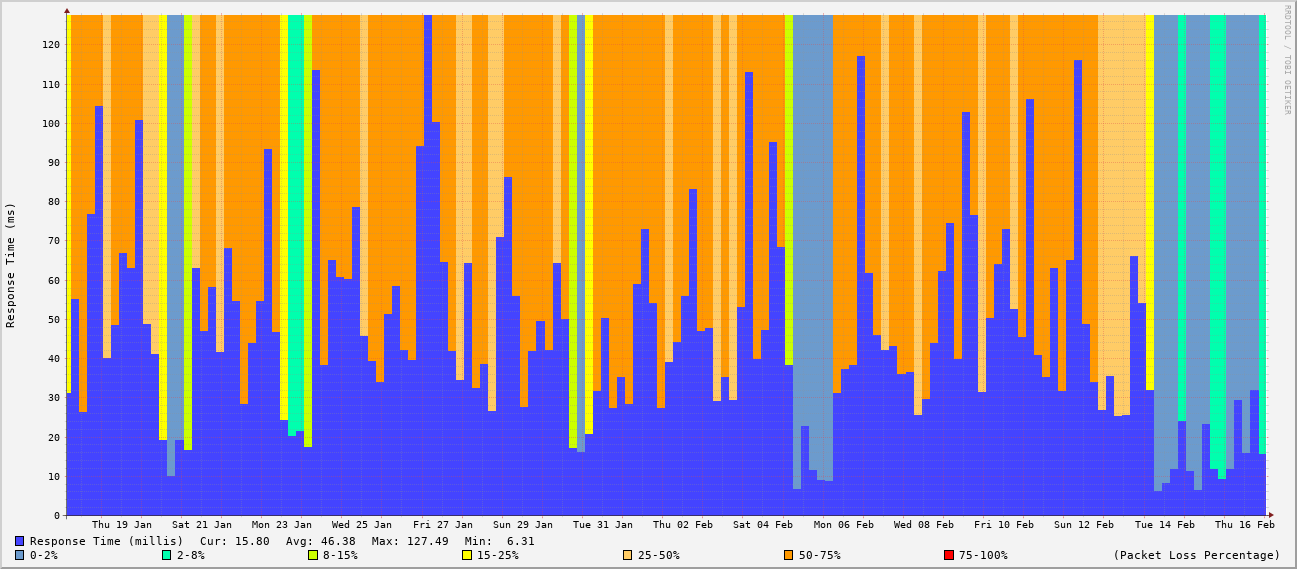 RRDTOOL / TOBI OETIKER
Response Time (ms)
120
110
100
90
80
70
60
50
40
30
20
10
0
Thu 19 Jan Sat 21 Jan Mon 23 Jan Wed 25 Jan Fri 27 Jan Sun 29 Jan Tue 31 Jan Thu 02 Feb Sat 04 Feb Mon 06 Feb Wed 08 Feb Fri 10 Feb Sun 12 Feb Tue 14 Feb Thu 16 Feb
Response Time (millis) Cur: 15.80 Avg: 46.38 Max: 127.49 Min: 6.31
0-2% 2-8% 8-15% 15-25% 25-50% 50-75% 75-100% (Packet Loss Percentage)